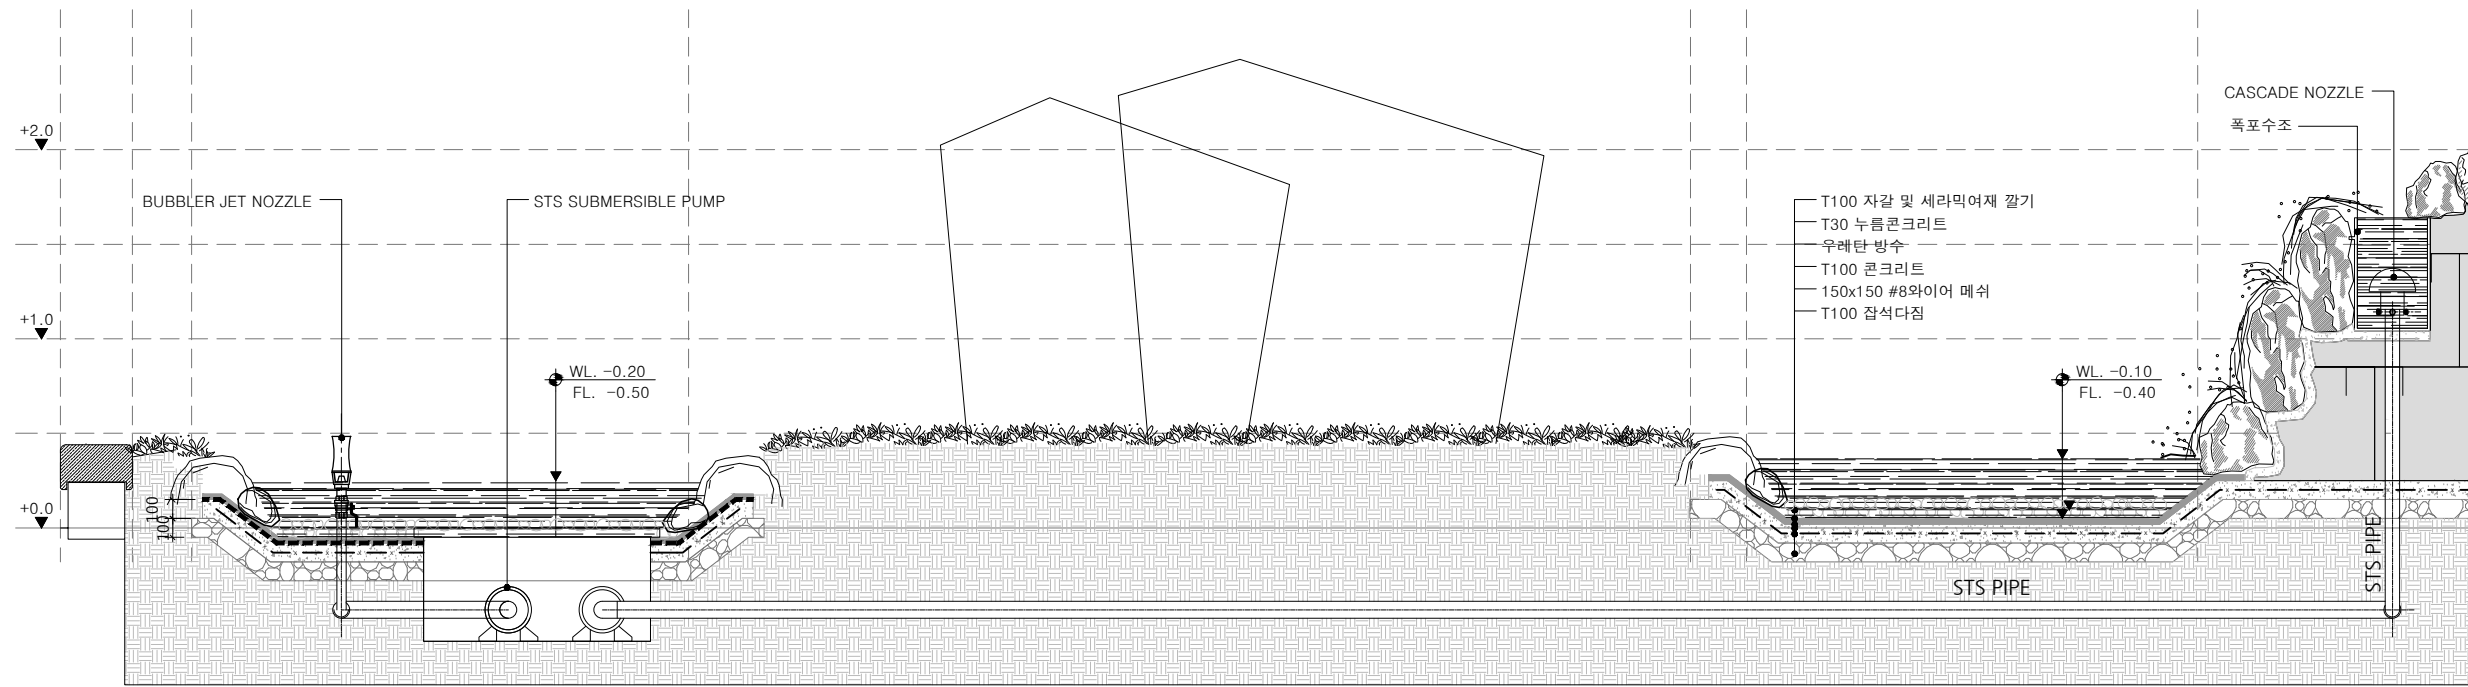 CASCADE NOZZLE
폭포수조
+2.0
BUBBLER JET NOZZLE
STS SUBMERSIBLE PUMP
T100 자갈 및 세라믹여재 깔기
T30 누름콘크리트
우레탄 방수
T100 콘크리트
150x150 #8와이어 메쉬
T100 잡석다짐
+1.0
WL. -0.20
FL. -0.50
WL. -0.10
FL. -0.40
+0.0
100
100
STS PIPE
STS PIPE